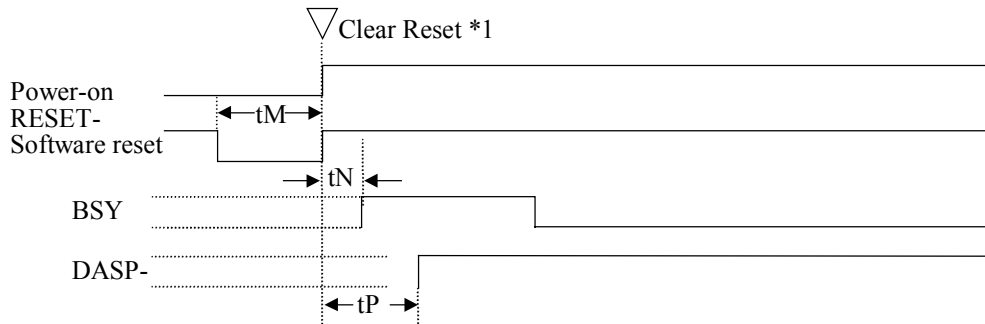 Clear Reset *1
Power-on
RESET-
Software reset
tM
tN
BSY
DASP-
tP